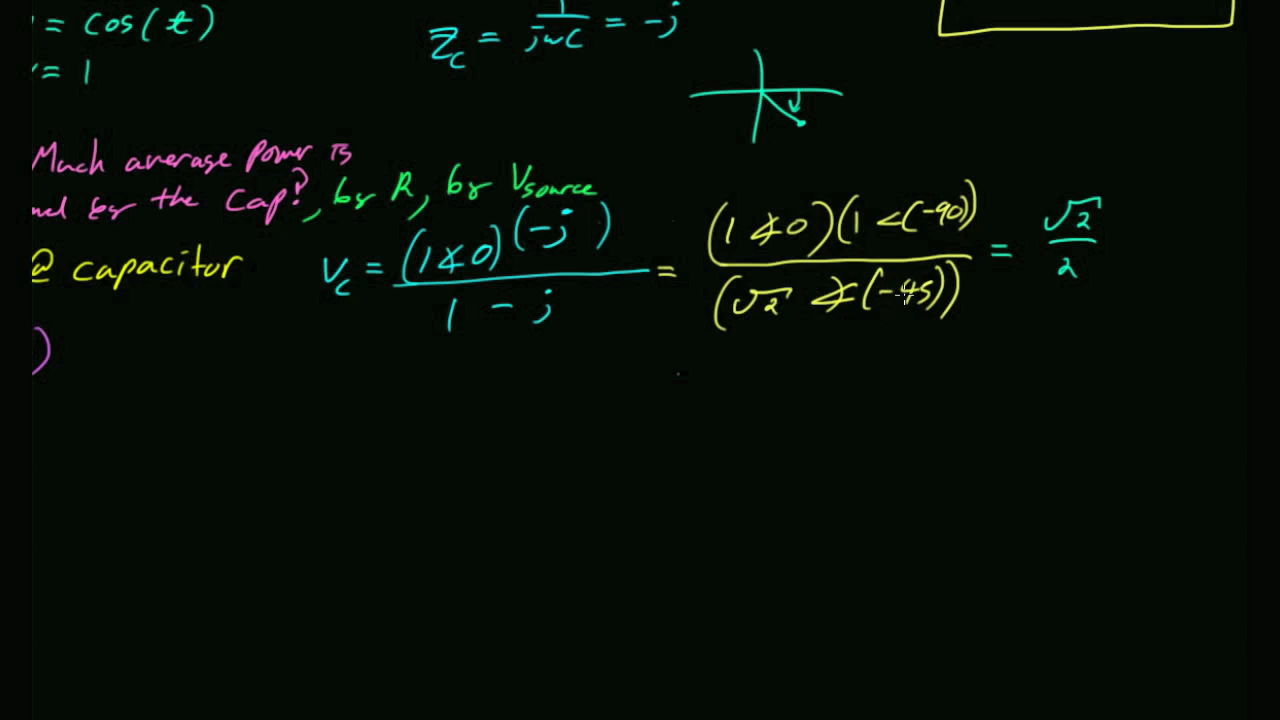 = cos(t)
= 1
Z_C = 1/jωC = -j
Much average power is
by the Cap?, by R, by Vsource
@ capacitor
V_C = (1∡0)(-j)/1 - j = (1∡0)(1<(-90))/(√2 ∡(-45)) = √2/2
)